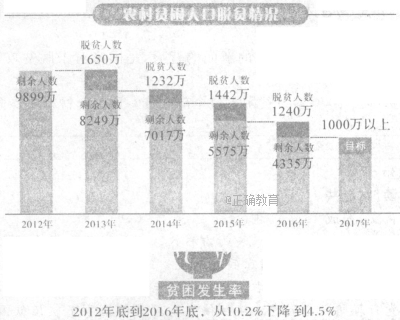 农村贫困人口脱贫情况
脱贫人数
1650万
脱贫人数
1232万
脱贫人数
1442万
脱贫人数
1240万
1000万以上
剩余人数
9899万
剩余人数
8249万
剩余人数
7017万
剩余人数
5575万
剩余人数
4335万
目标
@正确教育
2012年 2013年 2014年 2015年 2016年 2017年
贫困发生率
2012年底到2016年底，从10.2%下降 到4.5%